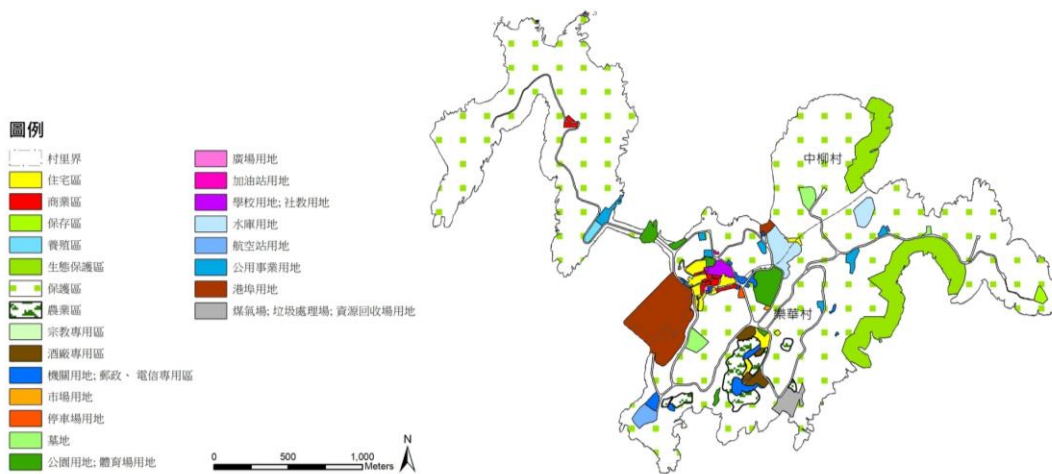 圖例
村里界
住宅區
商業區
保存區
養殖區
生態保護區
保護區
農業區
宗教專用區
酒廠專用區
機關用地; 郵政、電信專用區
市場用地
停車場用地
墓地
公園用地; 體育場用地
廣場用地
加油站用地
學校用地; 社教用地
水庫用地
航空站用地
公用事業用地
港埠用地
煤氣場; 垃圾處理場; 資源回收場用地
0 500 1,000
Meters
N
中柳村
樂華村